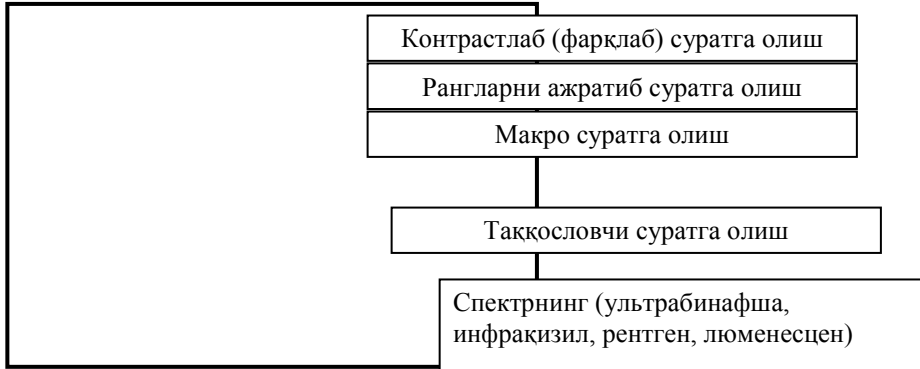 Контрастлаб (фарқлаб) суратга олиш
Рангларни ажратиб суратга олиш
Макро суратга олиш
Таққословчи суратга олиш
Спектрнинг (ультрабинафша,
инфрақизил, рентген, люменесцен)